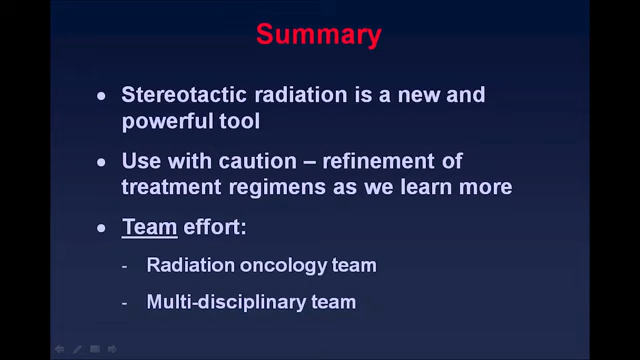 Summary
• Stereotactic radiation is a new and
powerful tool
• Use with caution – refinement of
treatment regimens as we learn more
• Team effort:
- Radiation oncology team
- Multi-disciplinary team